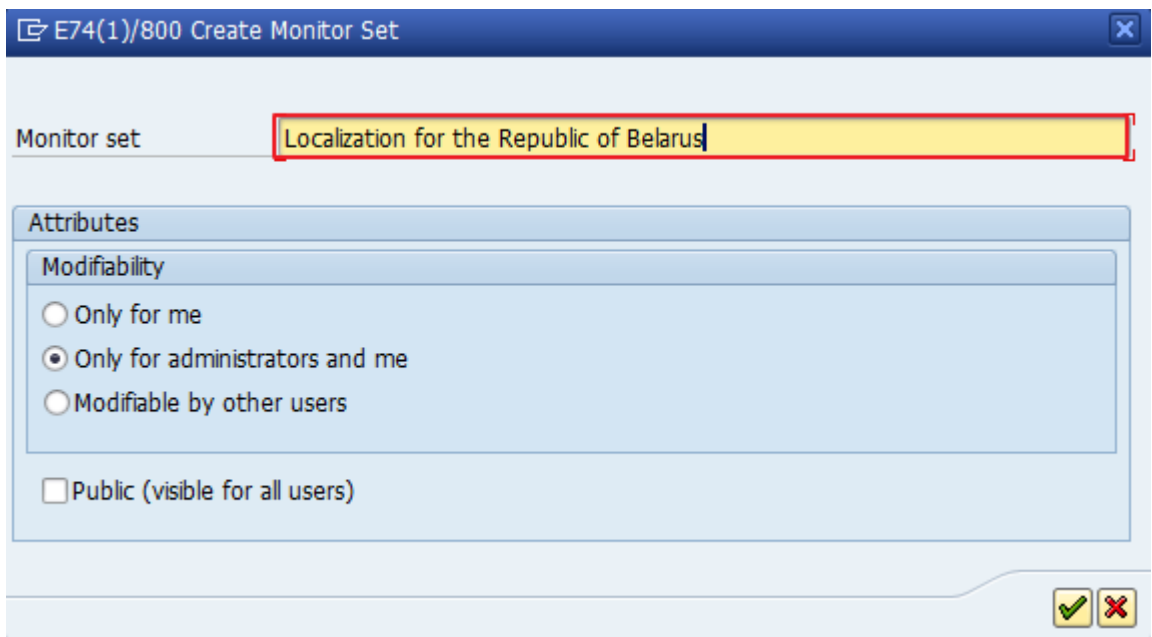 E74(1)/800 Create Monitor Set
Monitor set Localization for the Republic of Belarus
Attributes
Modifiability
Only for me
Only for administrators and me
Modifiable by other users
Public (visible for all users)